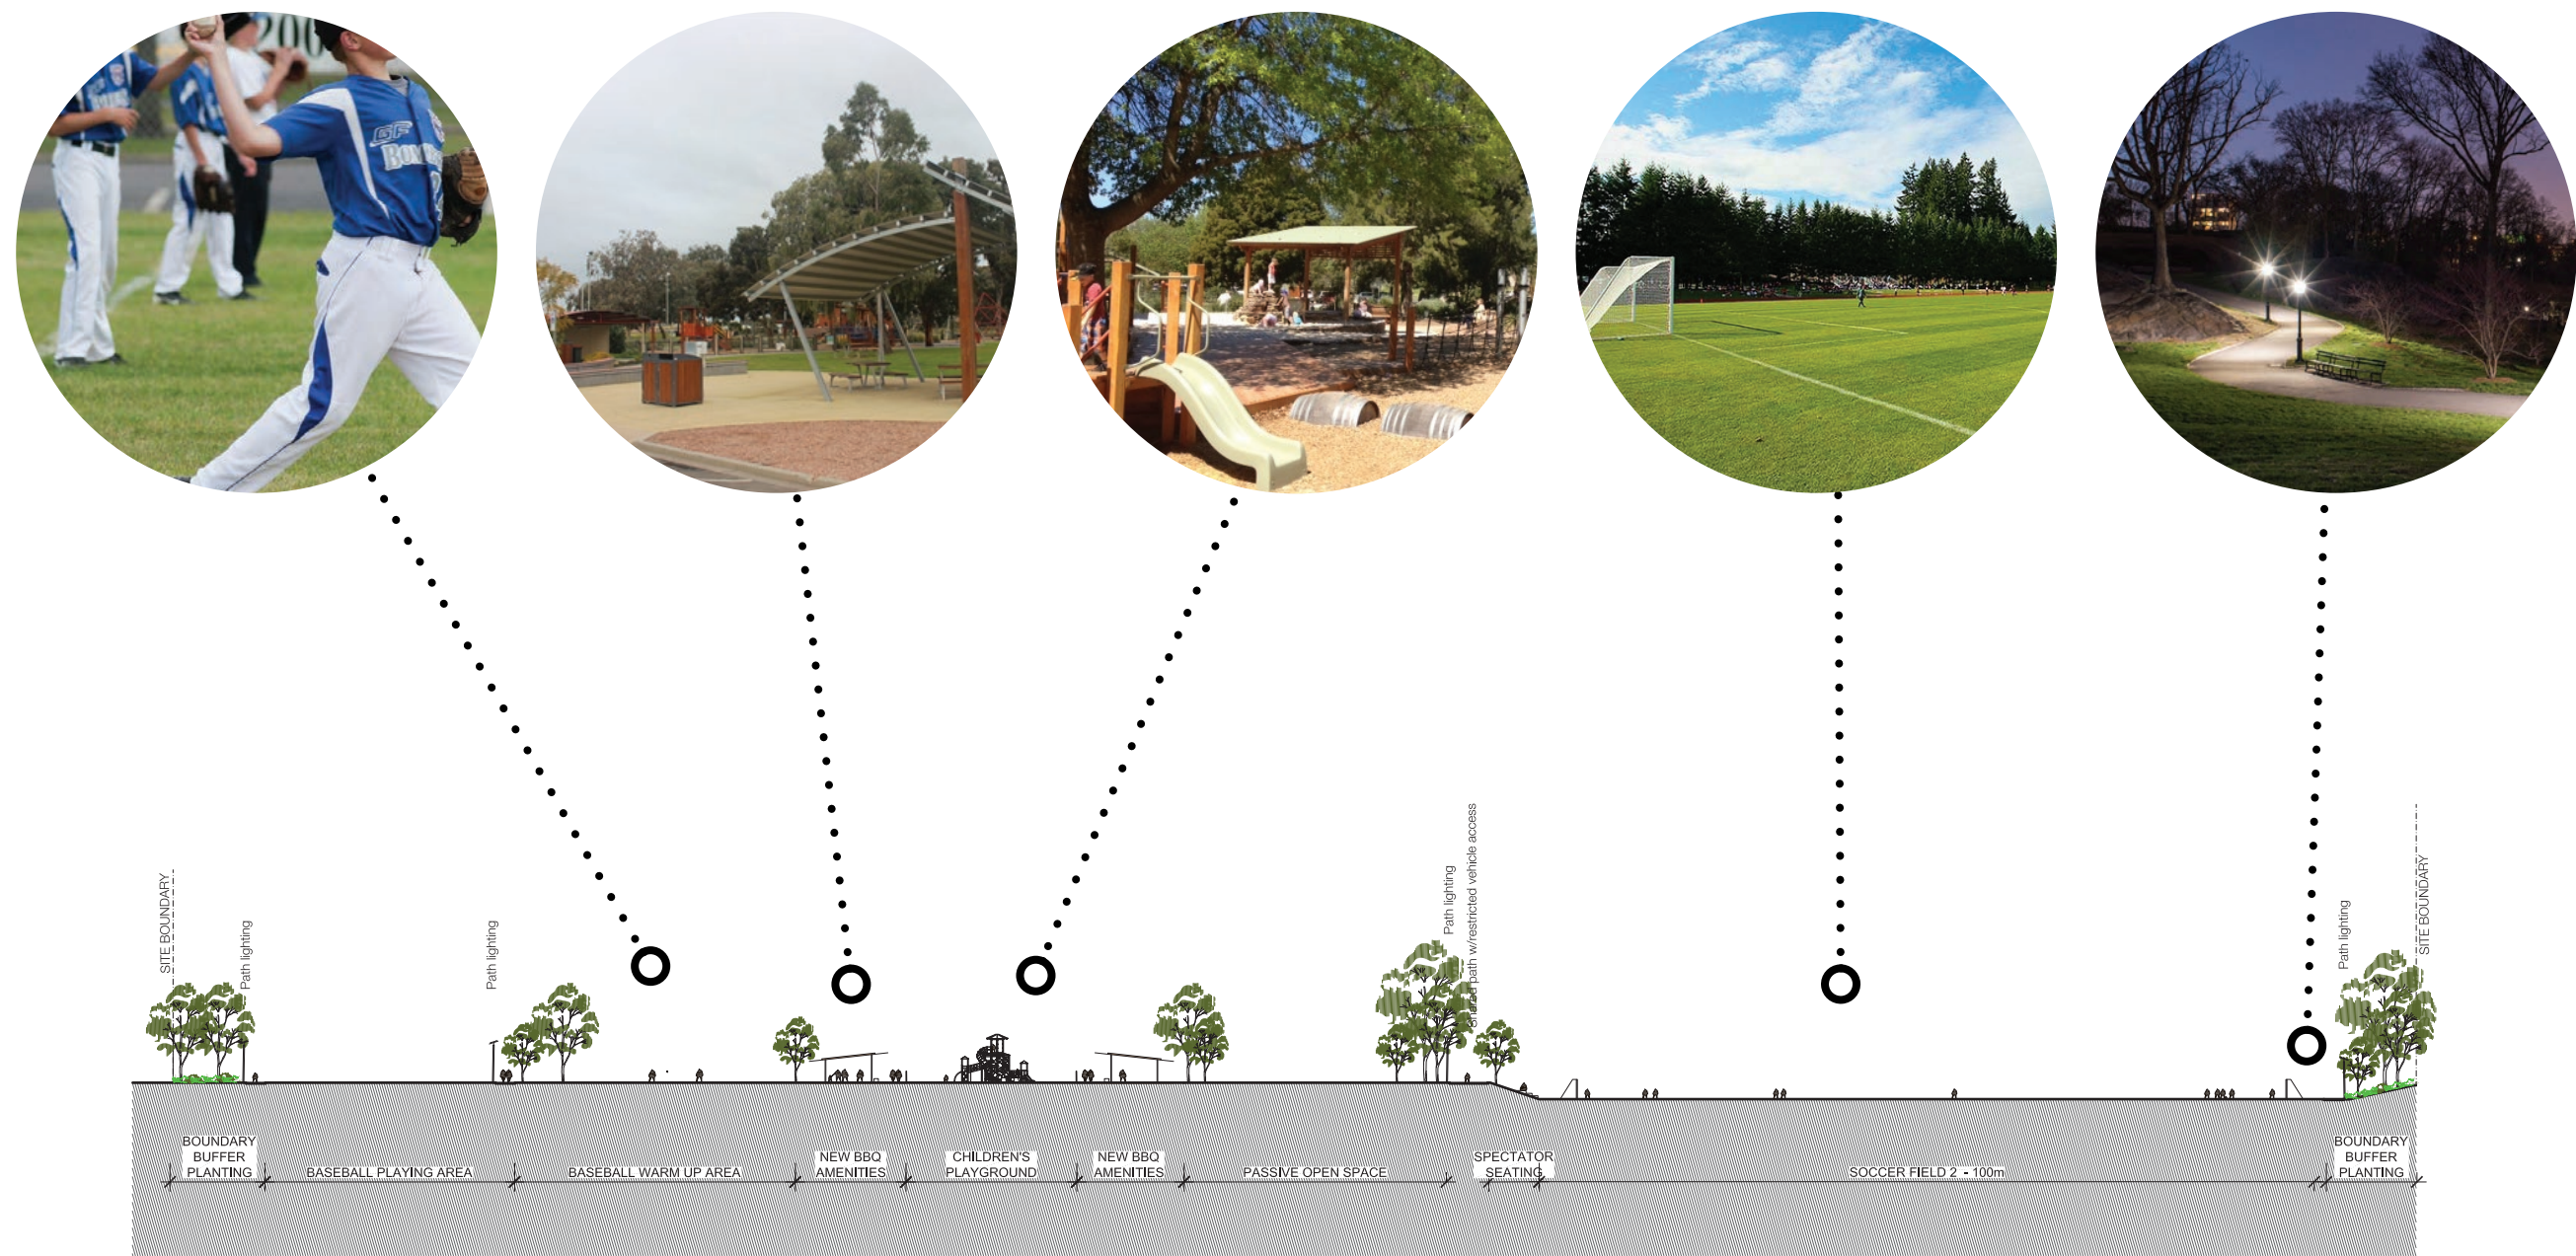 200
GF
SITE BOUNDARY
Path lighting
Path lighting
Path lighting
Shared path w/restricted vehicle access
Path lighting
SITE BOUNDARY
BOUNDARY
BUFFER
PLANTING
BASEBALL PLAYING AREA
BASEBALL WARM UP AREA
NEW BBQ
AMENITIES
CHILDREN'S
PLAYGROUND
NEW BBQ
AMENITIES
PASSIVE OPEN SPACE
SPECTATOR
SEATING
SOCCER FIELD 2 - 100m
BOUNDARY
BUFFER
PLANTING